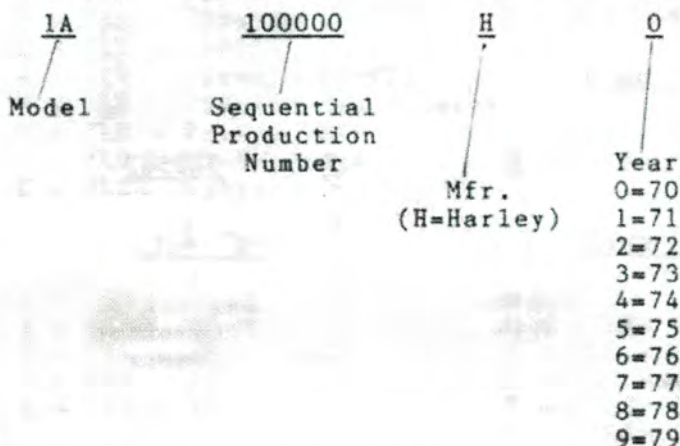 1A 100000 H 0
Model
Sequential
Production
Number
Mfr.
(H=Harley)
Year
0=70
1=71
2=72
3=73
4=74
5=75
6=76
7=77
8=78
9=79